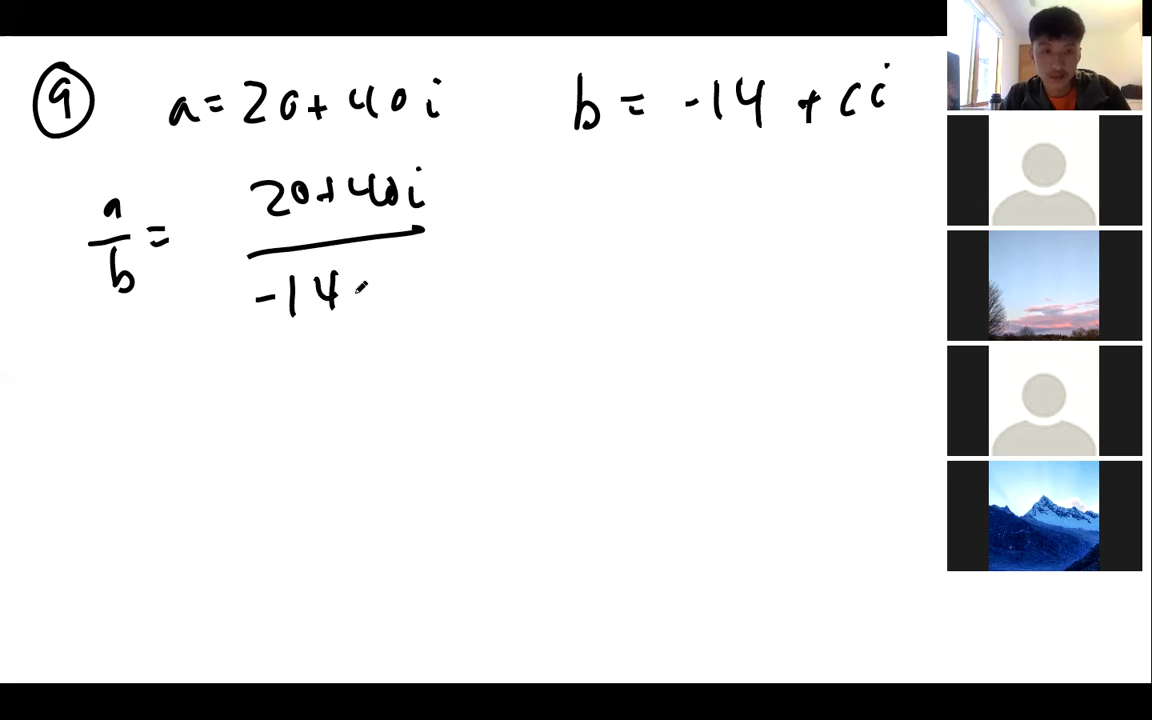 9 a = 20 + 40i b = -14 + ci
a/b = 20+40i / -14